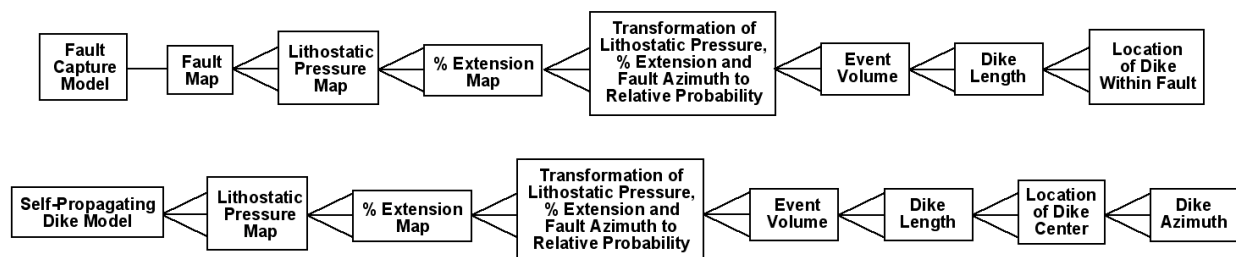 Fault
Capture
Model
Fault
Map
Lithostatic
Pressure
Map
% Extension
Map
Transformation of
Lithostatic Pressure,
% Extension and
Fault Azimuth to
Relative Probability
Event
Volume
Dike
Length
Location
of Dike
Within Fault
Self-Propagating
Dike Model
Lithostatic
Pressure
Map
% Extension
Map
Transformation of
Lithostatic Pressure,
% Extension and
Fault Azimuth to
Relative Probability
Event
Volume
Dike
Length
Location
of Dike
Center
Dike
Azimuth